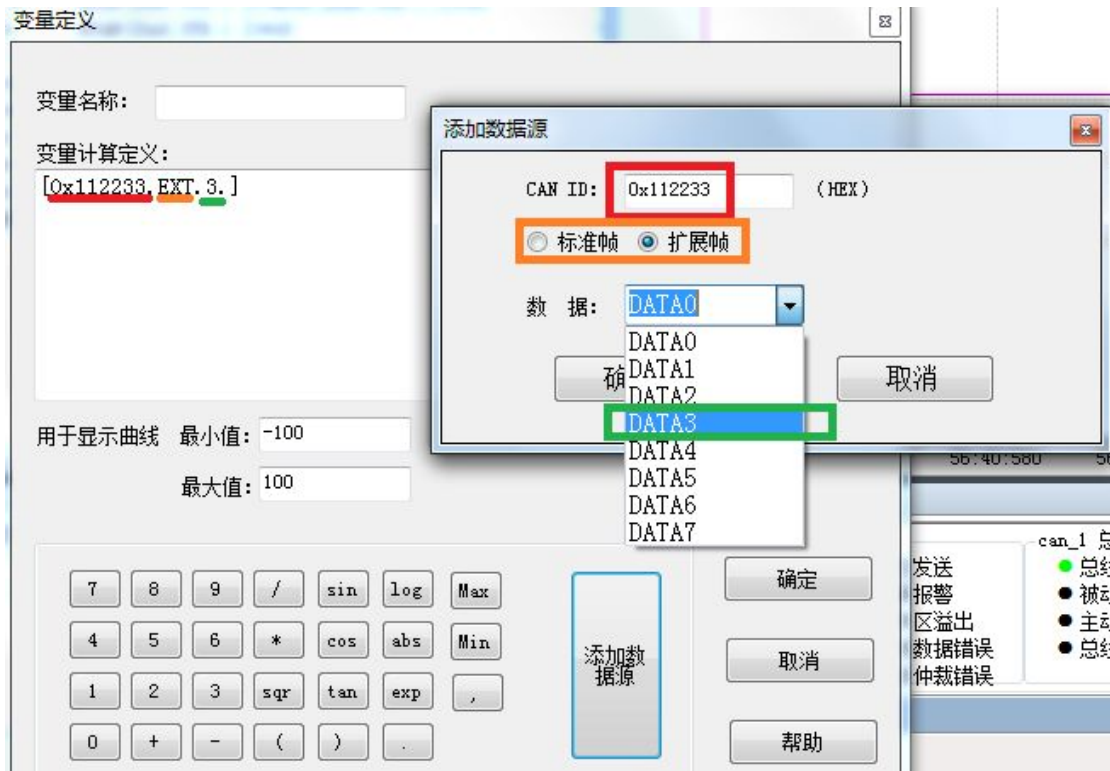 变量定义
变量名称:
变量计算定义:
[0x112233,EXT.3.]
用于显示曲线 最小值: -100
最大值: 100
7 8 9 / sin log Max
4 5 6 * cos abs Min
1 2 3 sqr tan exp ,
0 + - ( ) .
添加数
据源
确定
取消
帮助
添加数据源
CAN ID: 0x112233 (HEX)
标准帧 扩展帧
数 据: DATA0
DATA0
DATA1
DATA2
DATA3
DATA4
DATA5
DATA6
DATA7
取消
56:40:580
can_1
发送
报警
区溢出
数据错误
仲裁错误